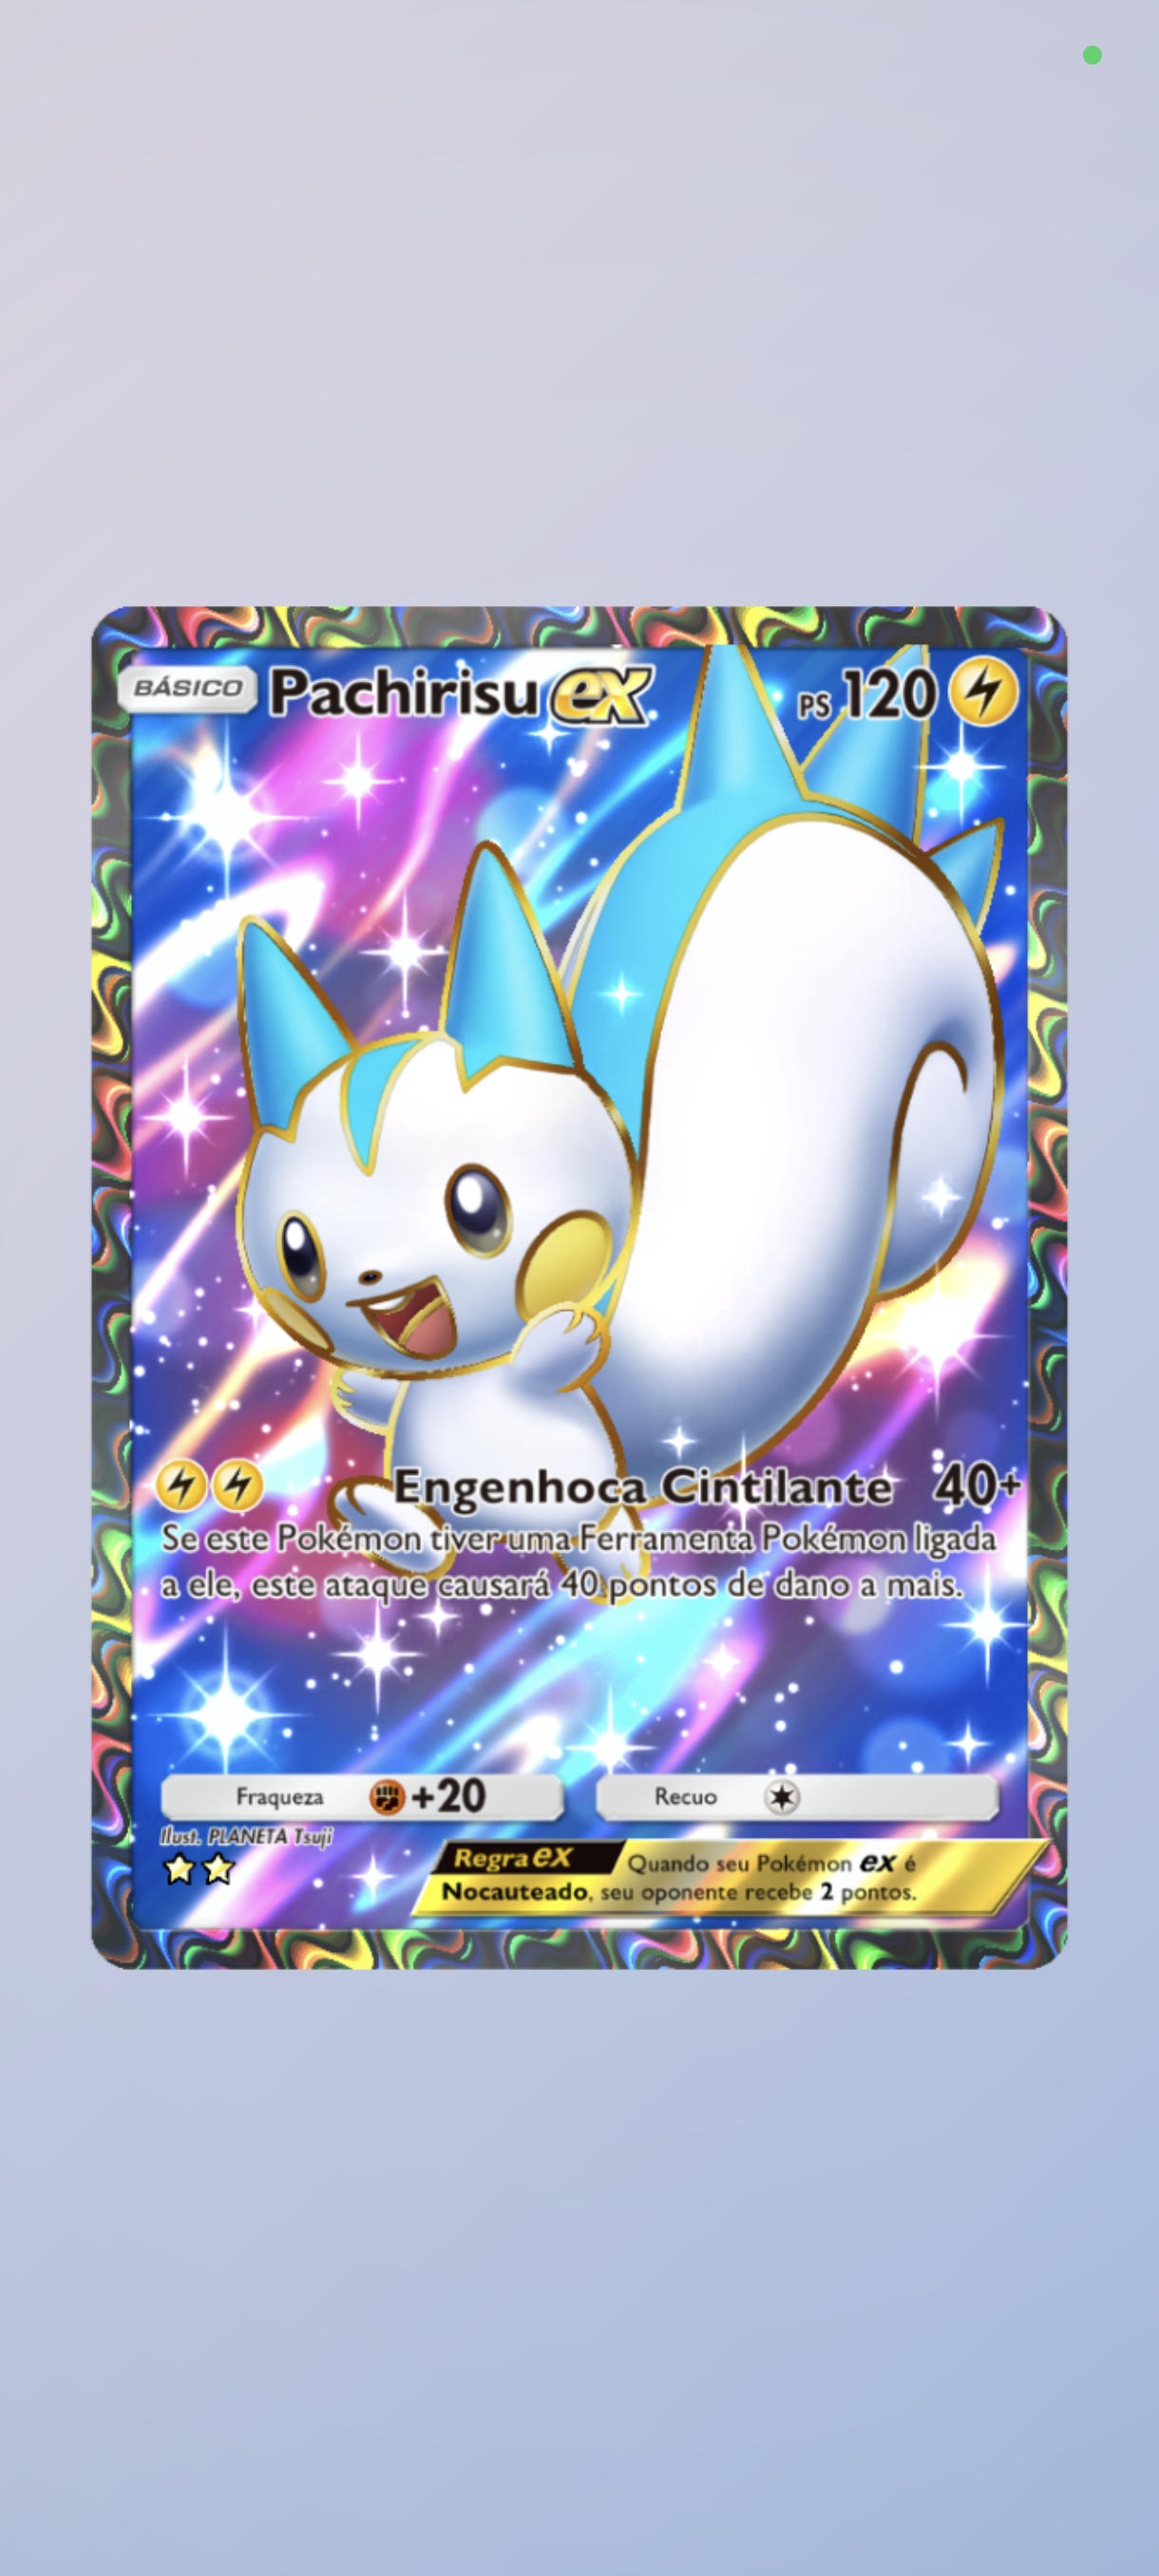 BÁSICO Pachirisu ex PS 120
Engenhoca Cintilante 40+
Se este Pokémon tiver uma Ferramenta Pokémon ligada
a ele, este ataque causará 40 pontos de dano a mais.
Fraqueza +20 Recuo
Ilust. PLANETA Tsuji
Regra ex Quando seu Pokémon ex é
Nocauteado, seu oponente recebe 2 pontos.